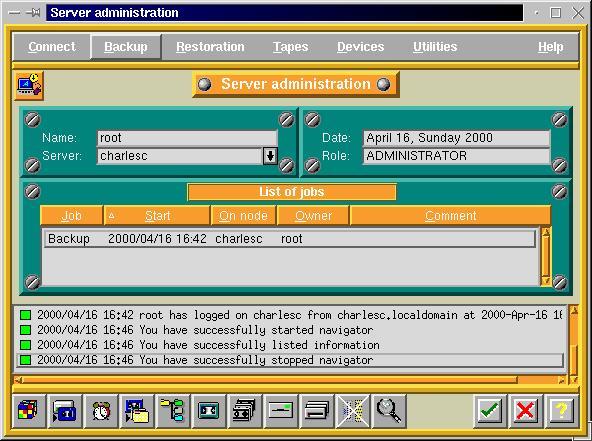 Server administration
Connect Backup Restoration Tapes Devices Utilities Help
Server administration
Name: root
Server: charlesc
Date: April 16, Sunday 2000
Role: ADMINISTRATOR
List of jobs
Job Start On node Owner Comment
Backup 2000/04/16 16:42 charlesc root
2000/04/16 16:42 root has logged on charlesc from charlesc.localdomain at 2000-Apr-16 16
2000/04/16 16:46 You have successfully started navigator
2000/04/16 16:46 You have successfully listed information
2000/04/16 16:46 You have successfully stopped navigator
?